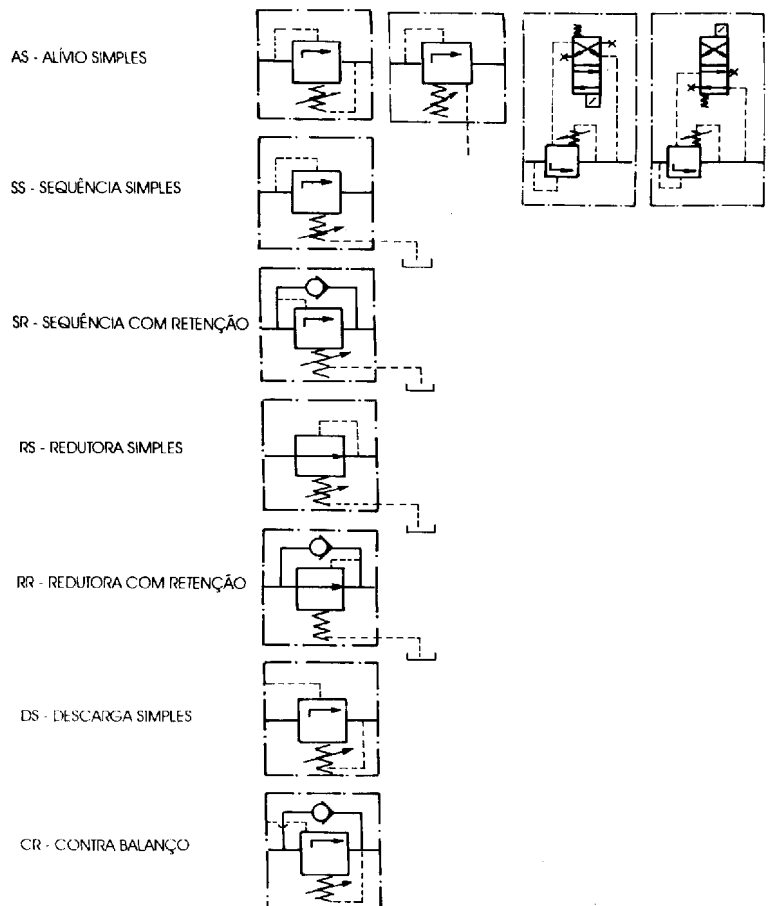 AS - ALÍVIO SIMPLES
SS - SEQUÊNCIA SIMPLES
SR - SEQUÊNCIA COM RETENÇÃO
RS - REDUTORA SIMPLES
RR - REDUTORA COM RETENÇÃO
DS - DESCARGA SIMPLES
CR - CONTRA BALANÇO